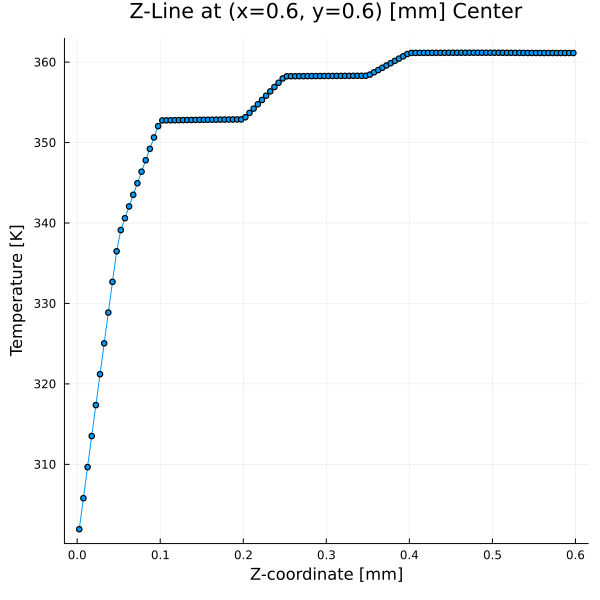 Z-Line at (x=0.6, y=0.6) [mm] Center
360
350
340
330
320
310
Temperature [K]
0.0 0.1 0.2 0.3 0.4 0.5 0.6
Z-coordinate [mm]